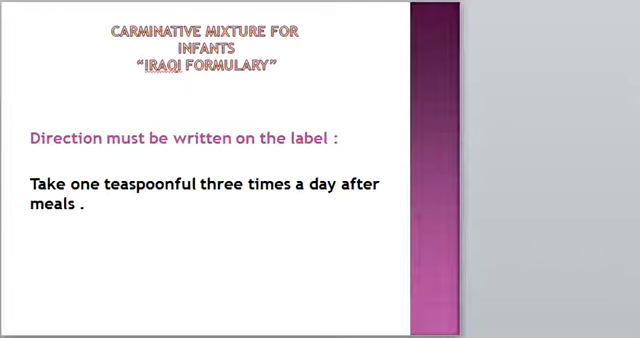 CARMINATIVE MIXTURE FOR
INFANTS
“IRAQI FORMULARY”
Direction must be written on the label :
Take one teaspoonful three times a day after
meals .